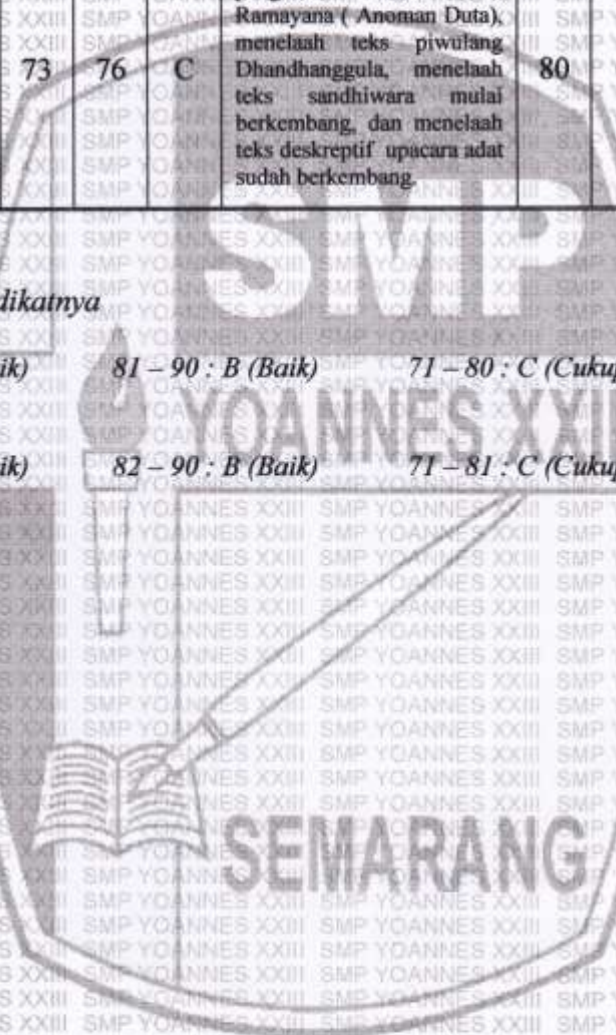 Ramayana ( Anoman Duta),
73 76 C menelaah teks piwulang 80
Dhandhanggula, menelaah
teks sandhiwara mulai
berkembang, dan menelaah
teks deskreptif upacara adat
sudah berkembang.
SMP
dikatnya
ik) 81 – 90 : B (Baik) 71 – 80 : C (Cukup
YOANNES XXIII
ik) 82 – 90 : B (Baik) 71 – 81 : C (Cukup
SEMARANG